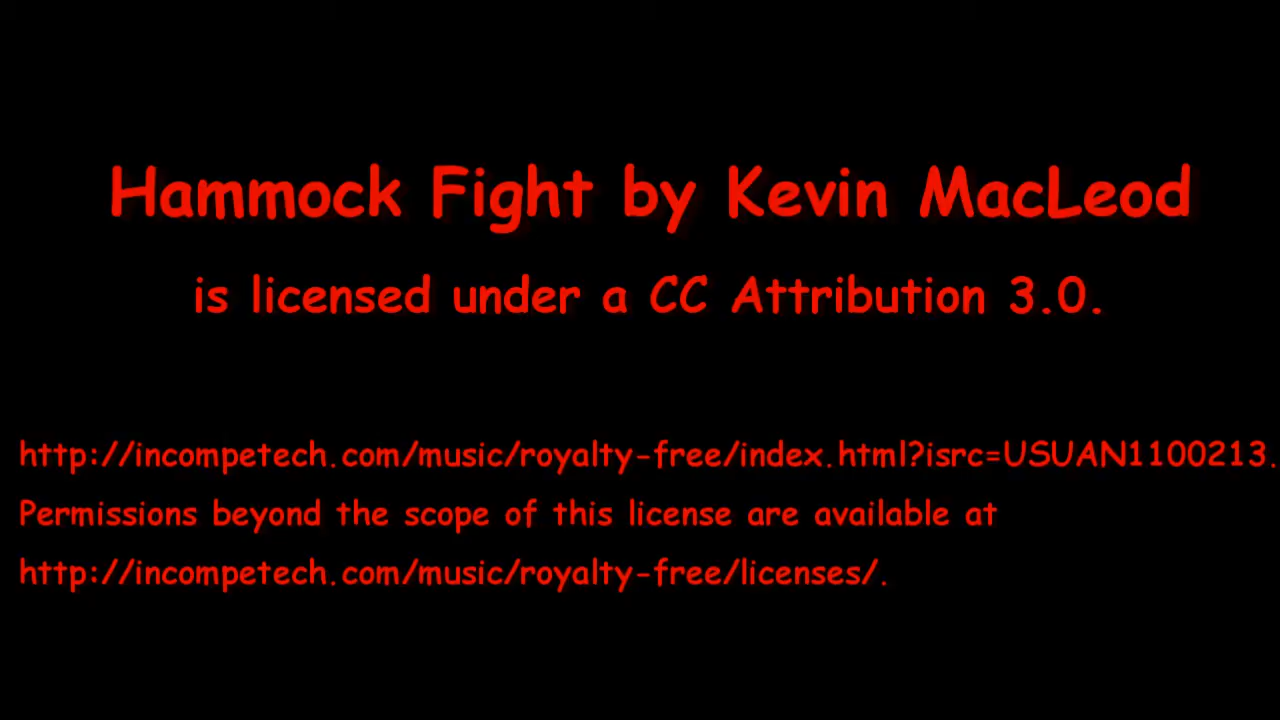 Hammock Fight by Kevin MacLeod
is licensed under a CC Attribution 3.0.
http://incompetech.com/music/royalty-free/index.html?isrc=USUAN1100213.
Permissions beyond the scope of this license are available at
http://incompetech.com/music/royalty-free/licenses/.